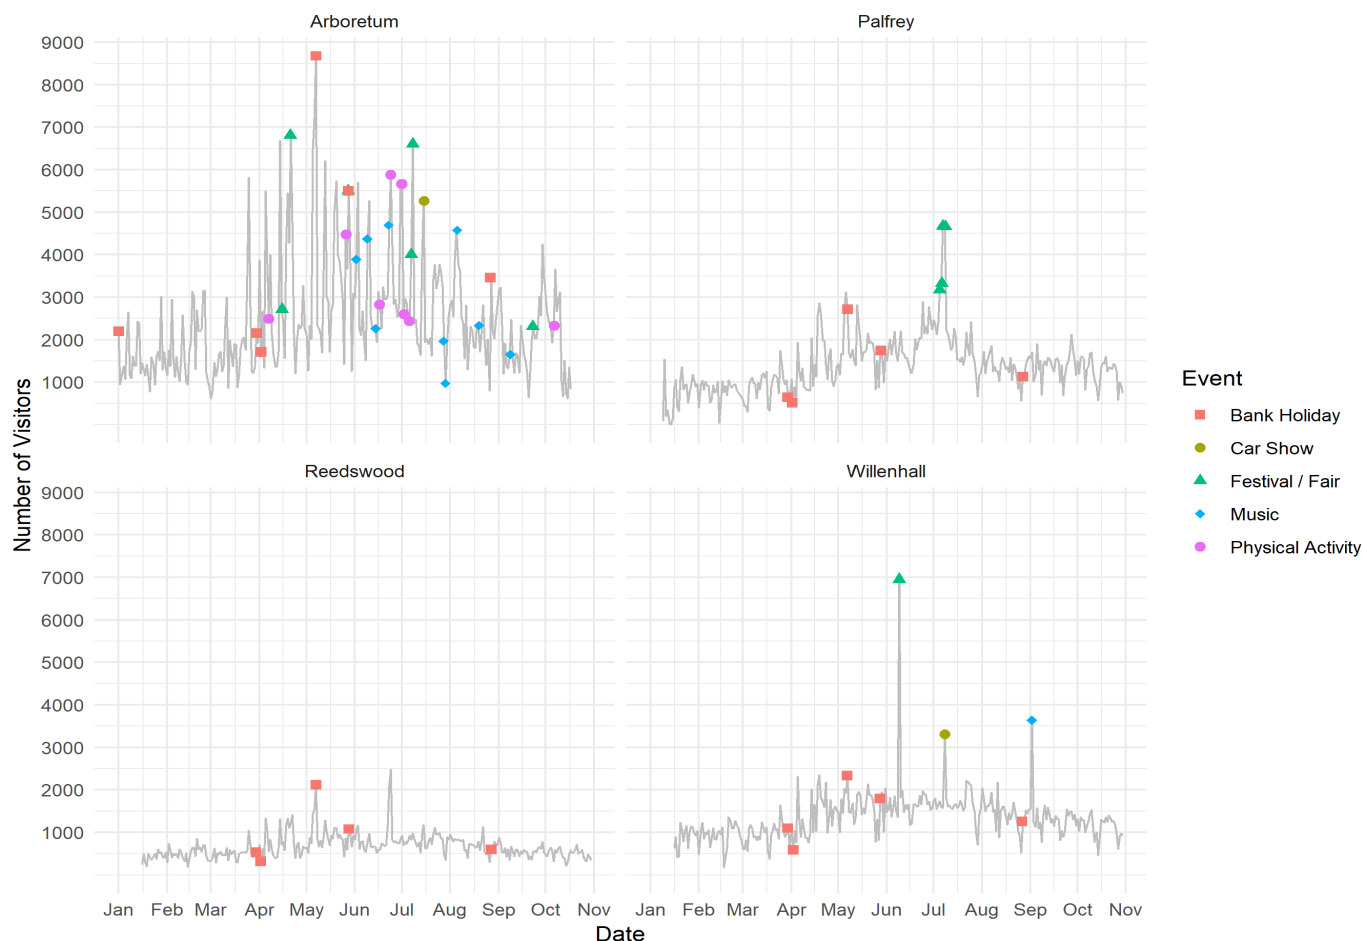 Arboretum
Palfrey
9000
8000
7000
6000
5000
4000
3000
2000
1000
Reedswood
Willenhall
9000
8000
7000
6000
5000
4000
3000
2000
1000
Number of Visitors
Jan Feb Mar Apr May Jun Jul Aug Sep Oct Nov
Jan Feb Mar Apr May Jun Jul Aug Sep Oct Nov
Date
Event
Bank Holiday
Car Show
Festival / Fair
Music
Physical Activity